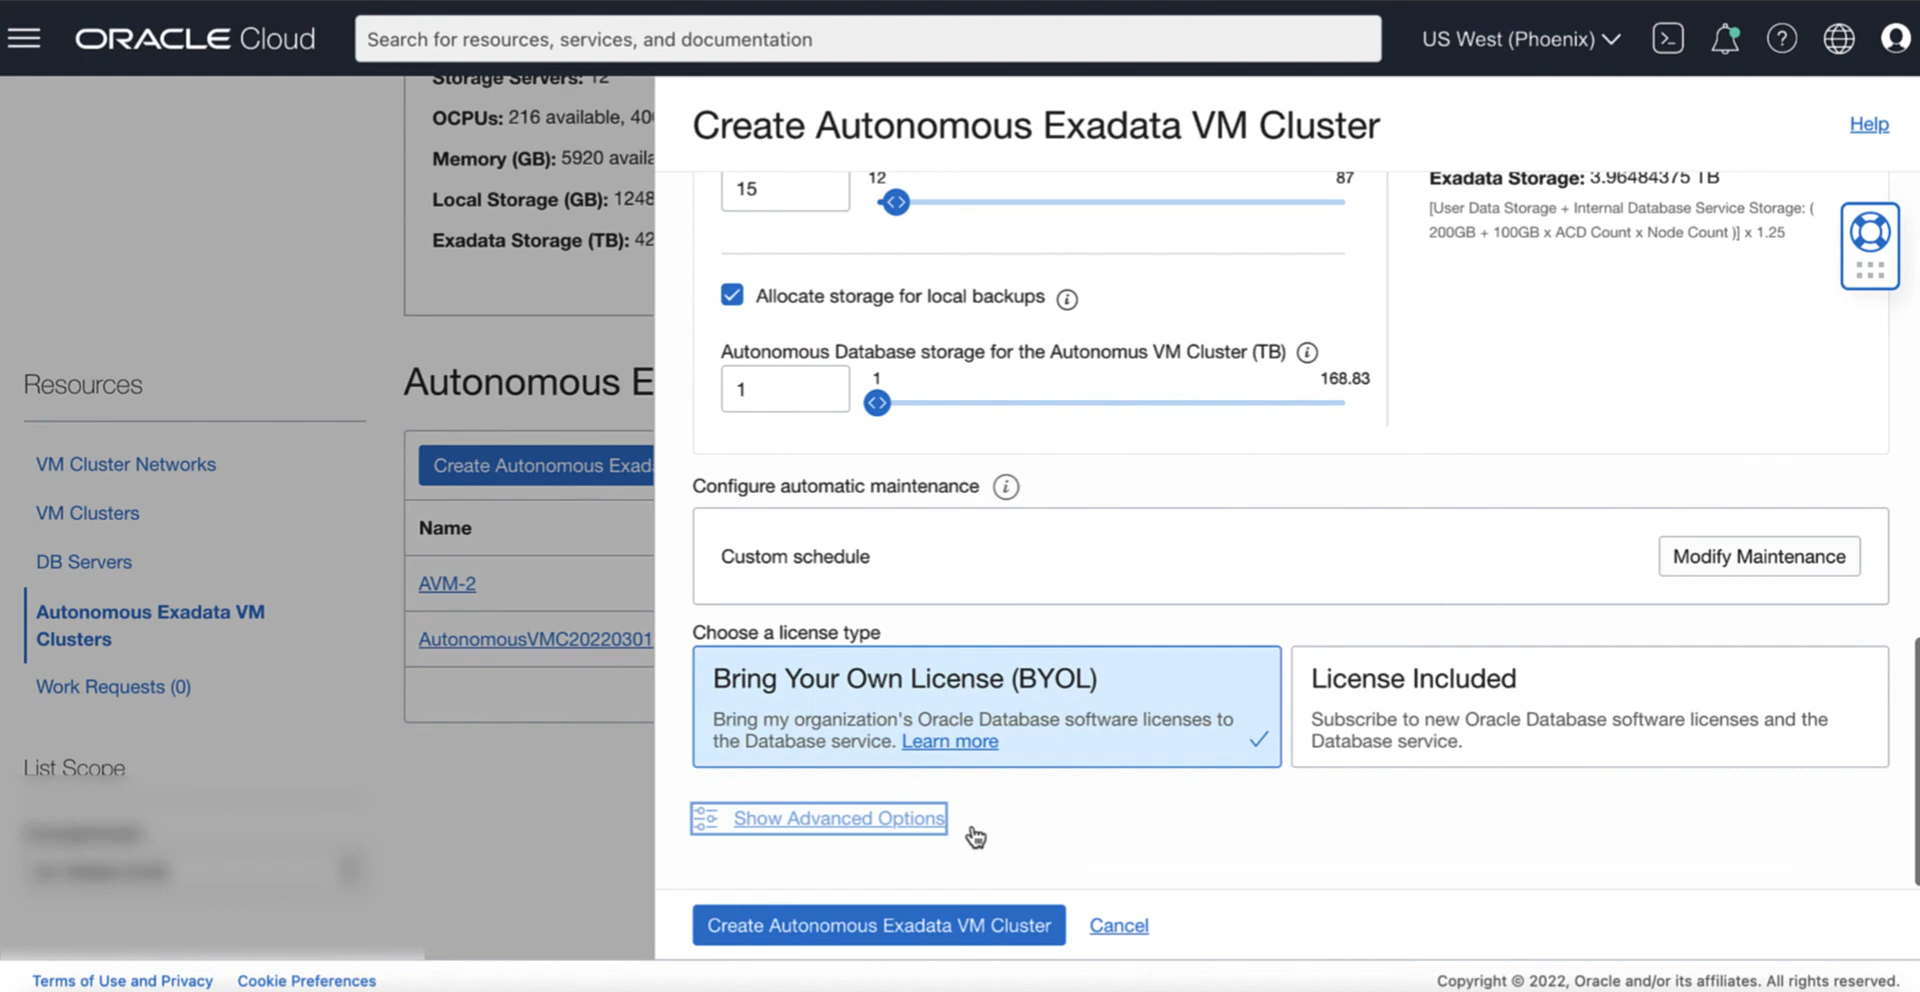 ORACLE Cloud
Search for resources, services, and documentation
US West (Phoenix)
Storage Servers: 12
OCPUs: 216 available, 40
Memory (GB): 5920 availa
Local Storage (GB): 1248
Exadata Storage (TB): 42
Resources
VM Cluster Networks
VM Clusters
DB Servers
Autonomous Exadata VM
Clusters
Work Requests (0)
List Scope
Autonomous E
Create Autonomous Exad
Name
AVM-2
AutonomousVMC20220301
Create Autonomous Exadata VM Cluster
Help
15
12
87
Exadata Storage: 3.96484375 TB
[User Data Storage + Internal Database Service Storage: (
200GB + 100GB x ACD Count x Node Count )] x 1.25
Allocate storage for local backups
Autonomous Database storage for the Autonomus VM Cluster (TB)
1
1
168.83
Configure automatic maintenance
Custom schedule
Modify Maintenance
Choose a license type
Bring Your Own License (BYOL)
Bring my organization's Oracle Database software licenses to
the Database service. Learn more
License Included
Subscribe to new Oracle Database software licenses and the
Database service.
Show Advanced Options
Create Autonomous Exadata VM Cluster
Cancel
Terms of Use and Privacy
Cookie Preferences
Copyright © 2022, Oracle and/or its affiliates. All rights reserved.